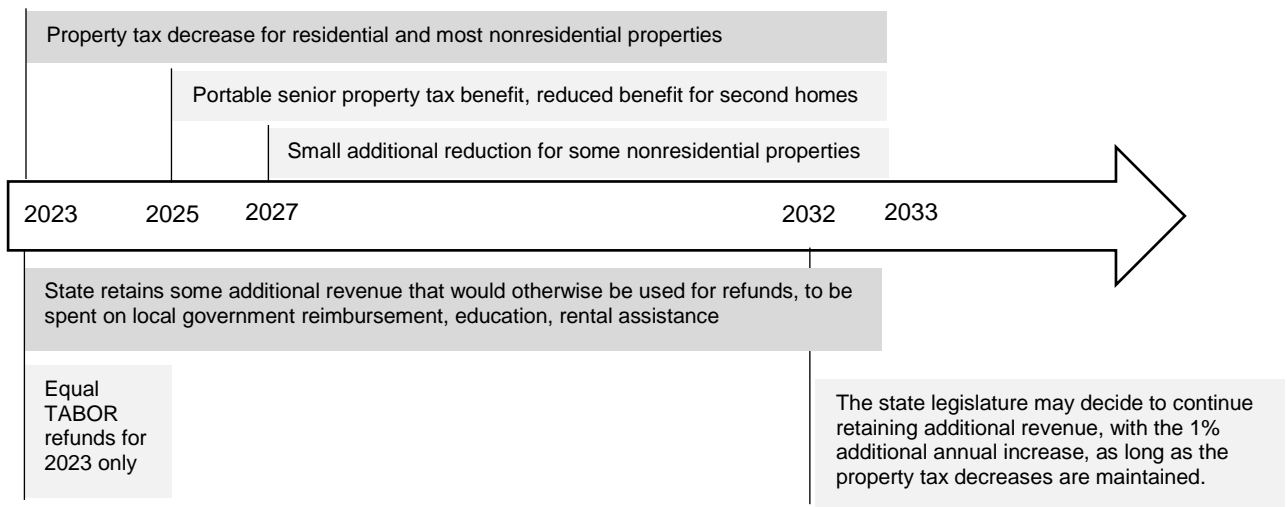 Property tax decrease for residential and most nonresidential properties
Portable senior property tax benefit, reduced benefit for second homes
Small additional reduction for some nonresidential properties
2023 2025 2027 2032 2033
State retains some additional revenue that would otherwise be used for refunds, to be
spent on local government reimbursement, education, rental assistance
Equal
TABOR
refunds for
2023 only
The state legislature may decide to continue
retaining additional revenue, with the 1%
additional annual increase, as long as the
property tax decreases are maintained.